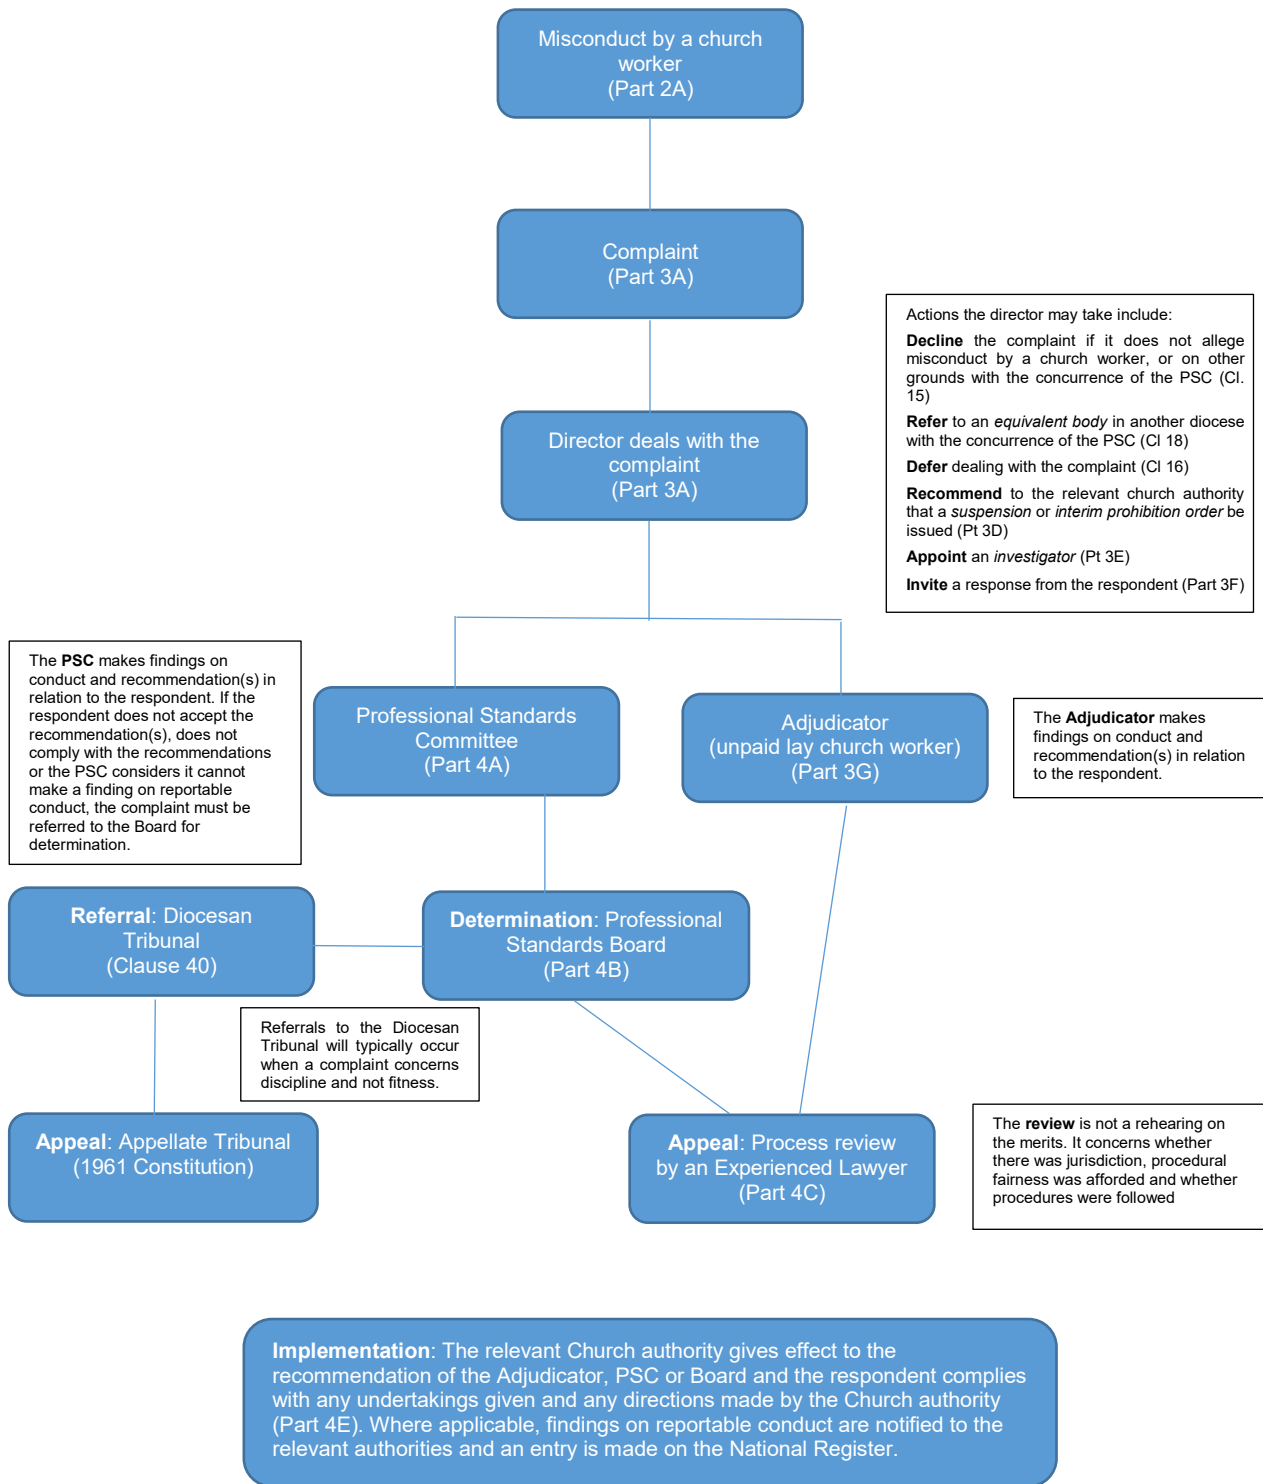 Misconduct by a church
worker
(Part 2A)
Complaint
(Part 3A)
Actions the director may take include:
Decline the complaint if it does not allege
misconduct by a church worker, or on other
grounds with the concurrence of the PSC (Cl.
15)
Refer to an equivalent body in another diocese
with the concurrence of the PSC (Cl 18)
Defer dealing with the complaint (Cl 16)
Recommend to the relevant church authority
that a suspension or interim prohibition order be
issued (Pt 3D)
Appoint an investigator (Pt 3E)
Invite a response from the respondent (Part 3F)
Director deals with the
complaint
(Part 3A)
The PSC makes findings on
conduct and recommendation(s) in
relation to the respondent. If the
respondent does not accept the
recommendation(s), does not
comply with the recommendations
or the PSC considers it cannot
make a finding on reportable
conduct, the complaint must be
referred to the Board for
determination.
Professional Standards
Committee
(Part 4A)
Adjudicator
(unpaid lay church worker)
(Part 3G)
The Adjudicator makes
findings on conduct and
recommendation(s) in relation
to the respondent.
Referral: Diocesan
Tribunal
(Clause 40)
Determination: Professional
Standards Board
(Part 4B)
Referrals to the Diocesan
Tribunal will typically occur
when a complaint concerns
discipline and not fitness.
Appeal: Appellate Tribunal
(1961 Constitution)
Appeal: Process review
by an Experienced Lawyer
(Part 4C)
The review is not a rehearing on
the merits. It concerns whether
there was jurisdiction, procedural
fairness was afforded and whether
procedures were followed
Implementation: The relevant Church authority gives effect to the
recommendation of the Adjudicator, PSC or Board and the respondent complies
with any undertakings given and any directions made by the Church authority
(Part 4E). Where applicable, findings on reportable conduct are notified to the
relevant authorities and an entry is made on the National Register.